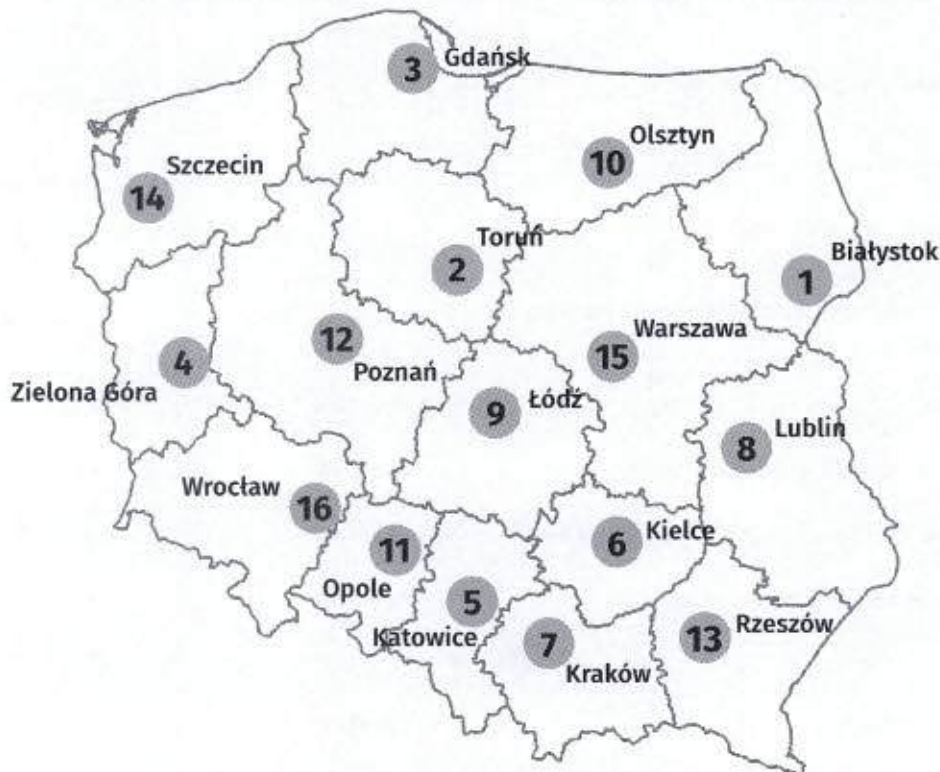 3 Gdańsk
10 Olsztyn
14 Szczecin
2 Toruń
1 Białystok
15 Warszawa
12 Poznań
4 Zielona Góra
9 Łódź
8 Lublin
16 Wrocław
6 Kielce
11 Opole
5 Katowice
13 Rzeszów
7 Kraków